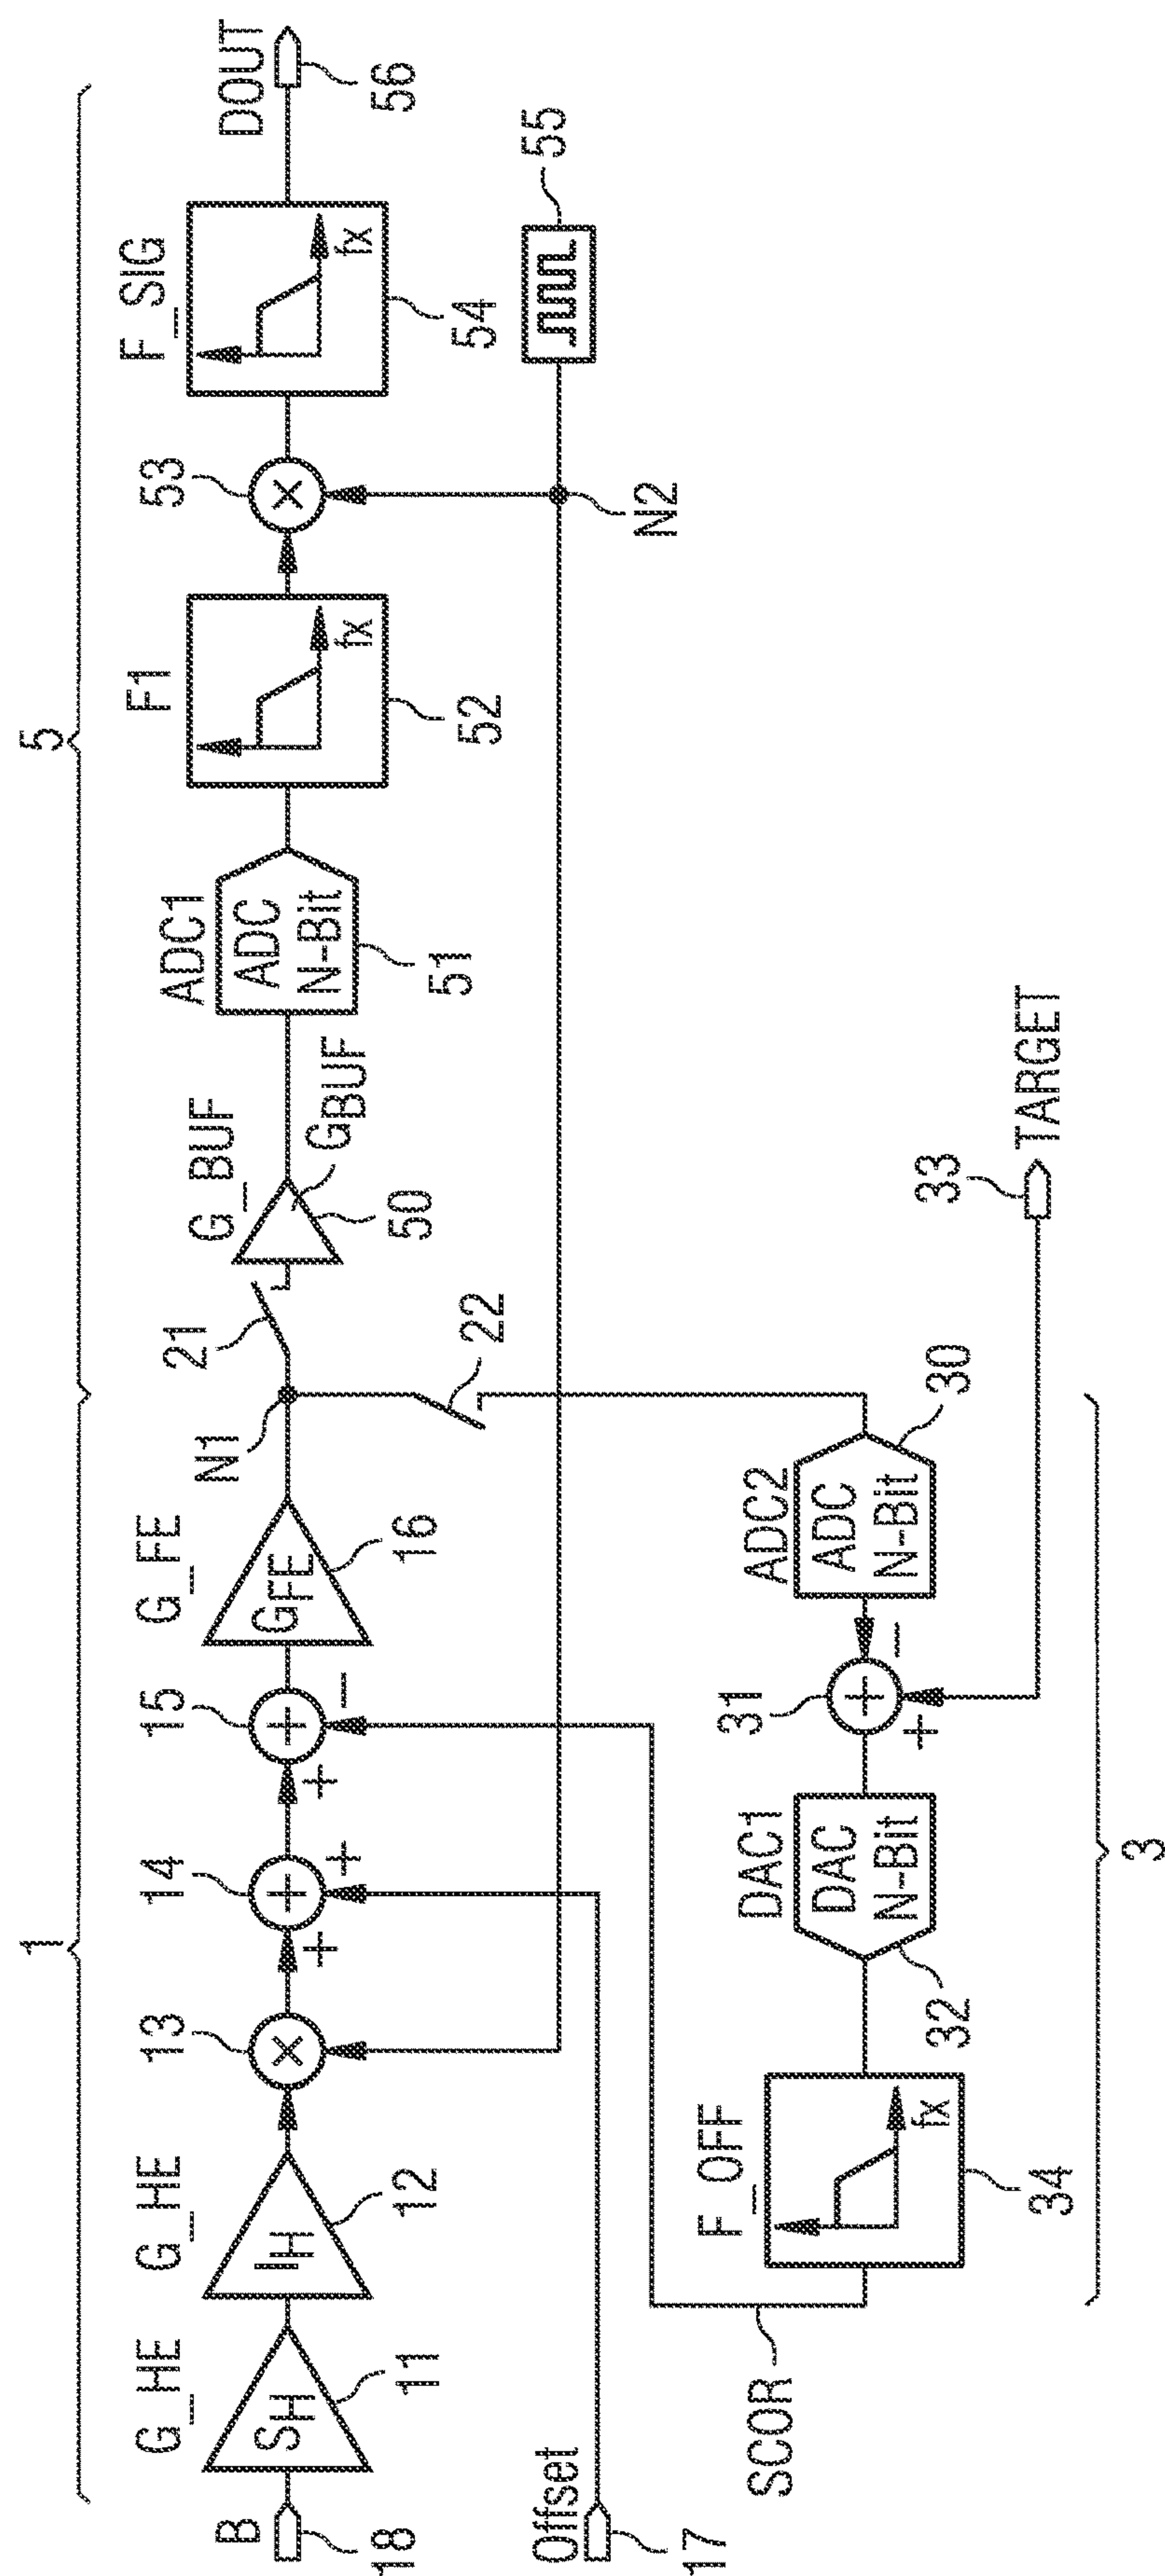 1
5
G_HE
G_HE
13
14
15
G_FE
N1
21
G_BUF
ADC1
F1
53
F_SIG
DOUT
B
SH
IH
GFE
GBUF
ADC
N-Bit
fx
fx
18
11
12
16
50
51
52
54
56
Offset
17
22
N2
55
SCOR
F_OFF
DAC1
31
ADC2
33
fx
DAC
N-Bit
ADC
N-Bit
34
32
30
TARGET
3